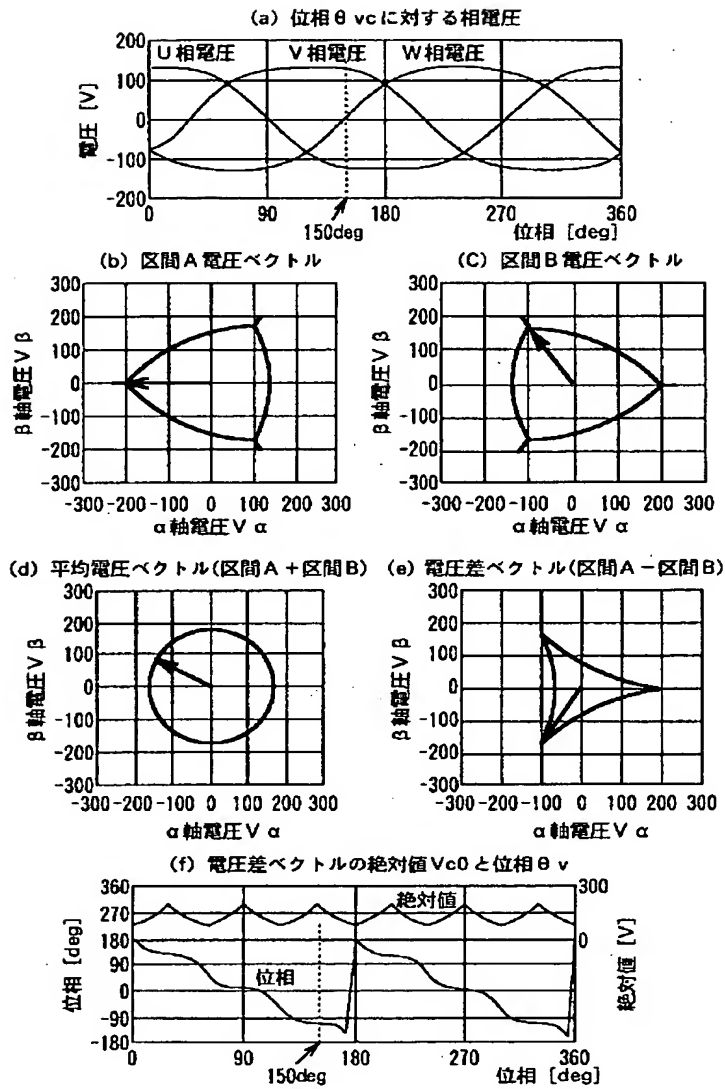 (a) 位相θ vcに対する相電圧
U相電圧 V相電圧 W相電圧
電圧 [V]
200
100
0
-100
-200
0 90 180 270 360
150deg
位相 [deg]
(b) 区間A電圧ベクトル
β軸電圧V β
300
200
100
0
-100
-200
-300
-300 -200 -100 0 100 200 300
α軸電圧V α
(C) 区間B電圧ベクトル
β軸電圧V β
300
200
100
0
-100
-200
-300
-300 -200 -100 0 100 200 300
α軸電圧V α
(d) 平均電圧ベクトル(区間A+区間B)
β軸電圧V β
300
200
100
0
-100
-200
-300
-300 -200 -100 0 100 200 300
α軸電圧V α
(e) 電圧差ベクトル(区間A-区間B)
β軸電圧V β
300
200
100
0
-100
-200
-300
-300 -200 -100 0 100 200 300
α軸電圧V α
(f) 電圧差ベクトルの絶対値Vc0と位相θ v
位相 [deg]
360
270
180
90
0
-90
-180
絶対値
位相
300
0
絶対値 [V]
0 90 180 270 360
150deg
位相 [deg]